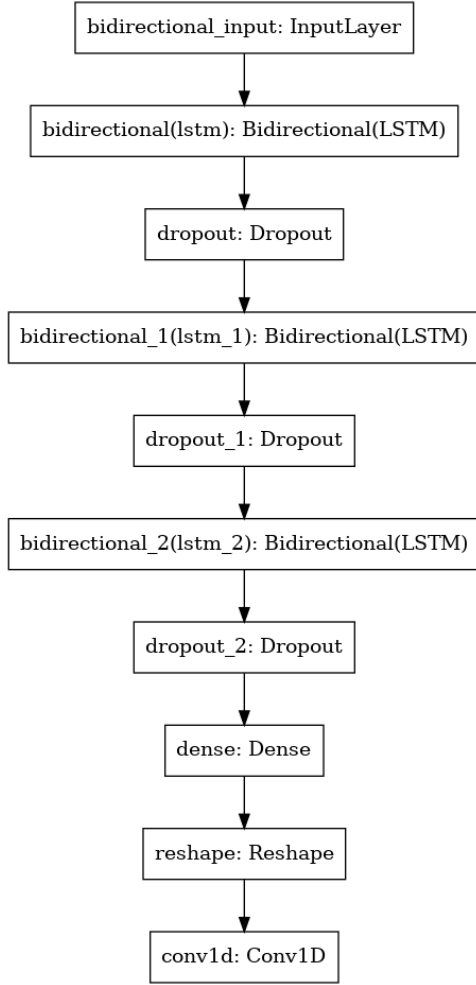 bidirectional_input: InputLayer
bidirectional(lstm): Bidirectional(LSTM)
dropout: Dropout
bidirectional_1(lstm_1): Bidirectional(LSTM)
dropout_1: Dropout
bidirectional_2(lstm_2): Bidirectional(LSTM)
dropout_2: Dropout
dense: Dense
reshape: Reshape
conv1d: Conv1D